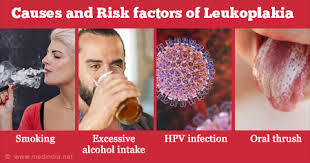 Causes and Risk factors of Leukoplakia
Smoking
Excessive
alcohol intake
HPV infection
Oral thrush
www.medindia.net